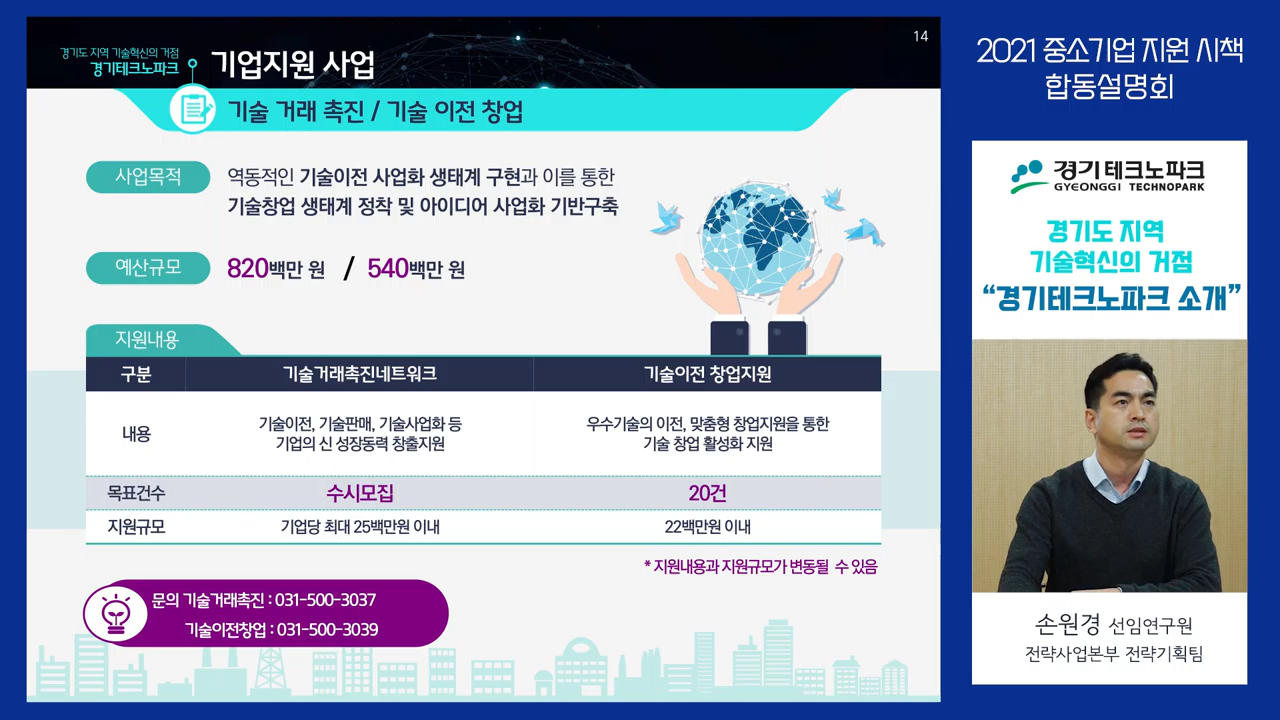 경기도 지역 기술혁신의 거점
경기테크노파크
기업지원 사업
14
기술 거래 촉진 / 기술 이전 창업
사업목적
역동적인 기술이전 사업화 생태계 구현과 이를 통한
기술창업 생태계 정착 및 아이디어 사업화 기반구축
예산규모
820백만 원 / 540백만 원
지원내용
구분 기술거래촉진네트워크 기술이전 창업지원
내용
기술이전, 기술판매, 기술사업화 등
기업의 신 성장동력 창출지원
우수기술의 이전, 맞춤형 창업지원을 통한
기술 창업 활성화 지원
목표건수 수시모집 20건
지원규모 기업당 최대 25백만원 이내 22백만원 이내
* 지원내용과 지원규모가 변동될 수 있음
문의 기술거래촉진 : 031-500-3037
기술이전창업 : 031-500-3039
2021 중소기업 지원 시책
합동설명회
경기테크노파크
GYEONGGI TECHNOPARK
경기도 지역
기술혁신의 거점
“경기테크노파크 소개”
손원경 선임연구원
전략사업본부 전략기획팀